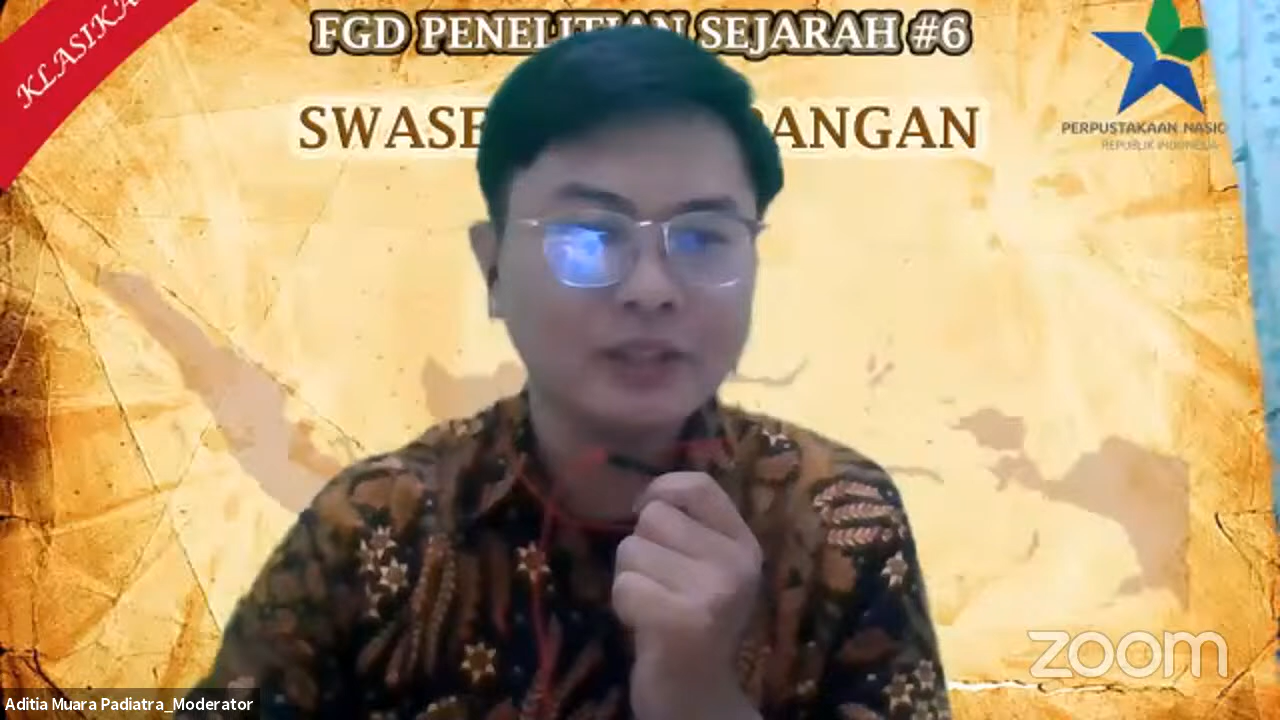 KLASIKA
FGD PENELITIAN SEJARAH #6
SWASE PANGAN
PERPUSTAKAAN NASIO
REPUBLIK INDONESIA
zoom
Aditia Muara Padiatra_Moderator